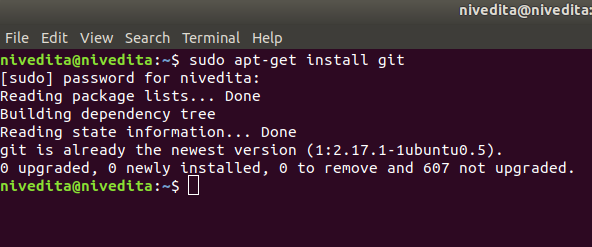 nivedita@nivedita:
File Edit View Search Terminal Help
nivedita@nivedita:~$ sudo apt-get install git
[sudo] password for nivedita:
Reading package lists... Done
Building dependency tree
Reading state information... Done
git is already the newest version (1:2.17.1-1ubuntu0.5).
0 upgraded, 0 newly installed, 0 to remove and 607 not upgraded.
nivedita@nivedita:~$